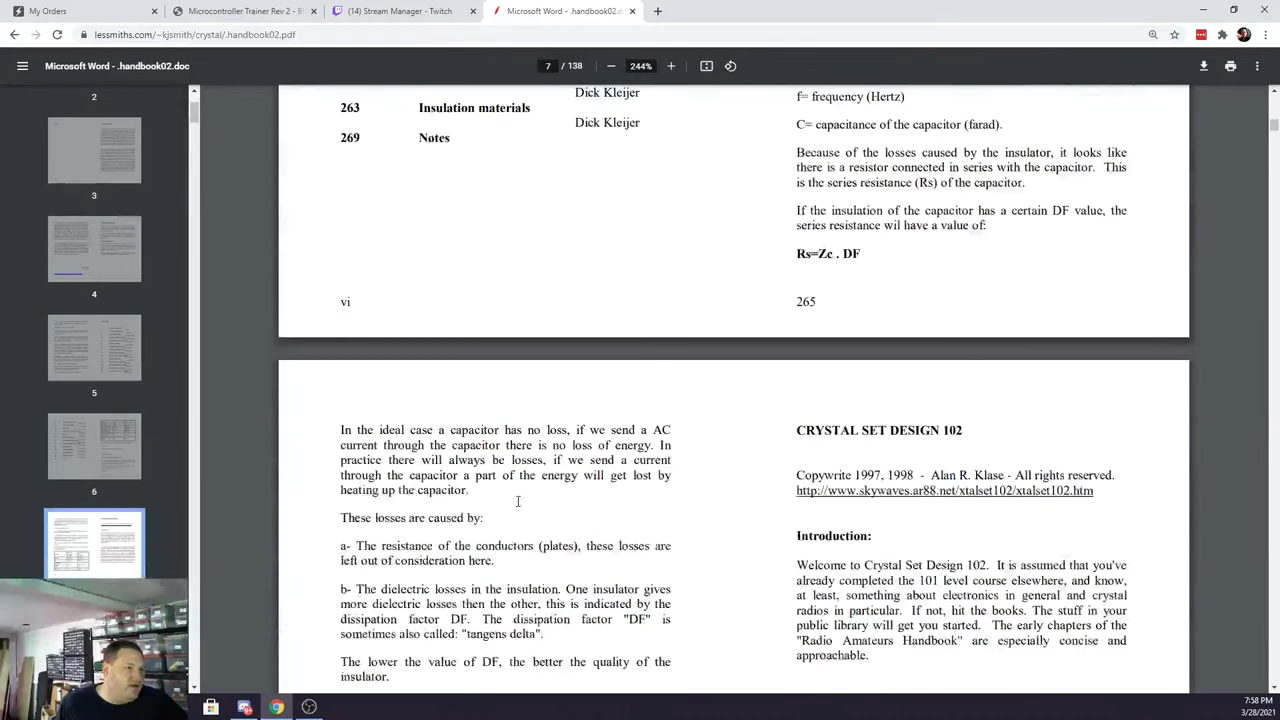 My Orders
Microcontroller Trainer Rev 2 - B
(14) Stream Manager - Twitch
Microsoft Word - .handbook02.doc
lessmiths.com/~kjsmith/crystal/.handbook02.pdf
Microsoft Word - .handbook02.doc
7 / 138
244%
2
3
4
5
6
Dick Kleijer
263 Insulation materials
Dick Kleijer
269 Notes
vi
f= frequency (Hertz)
C= capacitance of the capacitor (farad).
Because of the losses caused by the insulator, it looks like
there is a resistor connected in series with the capacitor. This
is the series resistance (Rs) of the capacitor.
If the insulation of the capacitor has a certain DF value, the
series resistance wil have a value of:
Rs=Zc . DF
265
In the ideal case a capacitor has no loss, if we send a AC
current through the capacitor there is no loss of energy. In
practice there will always be losses, if we send a current
through the capacitor a part of the energy will get lost by
heating up the capacitor.
These losses are caused by:
a- The resistance of the conductors (plates), these losses are
left out of consideration here.
b- The dielectric losses in the insulation. One insulator gives
more dielectric losses then the other, this is indicated by the
dissipation factor DF. The dissipation factor "DF" is
sometimes also called: "tangens delta".
The lower the value of DF, the better the quality of the
insulator.
CRYSTAL SET DESIGN 102
Copywrite 1997, 1998 - Alan R. Klase - All rights reserved.
http://www.skywaves.ar88.net/xtalset102/xtalset102.htm
Introduction:
Welcome to Crystal Set Design 102. It is assumed that you've
already completed the 101 level course elsewhere, and know,
at least, something about electronics in general and crystal
radios in particular. If not, hit the books. The stuff in your
public library will get you started. The early chapters of the
"Radio Amateurs Handbook" are especially concise and
approachable.
7:58 PM
3/28/2021